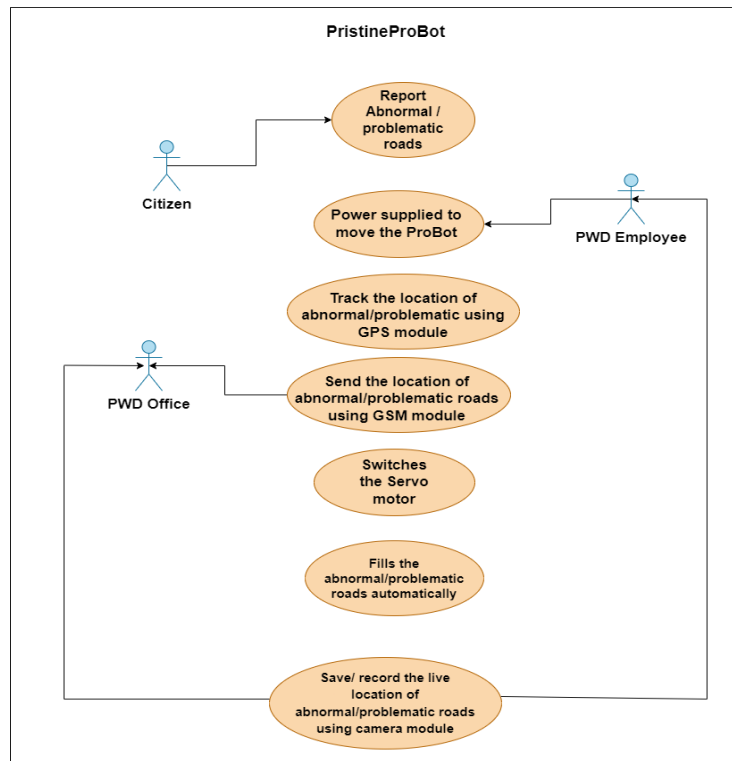 PristineProBot
Report
Abnormal /
problematic
roads
Citizen
Power supplied to
move the ProBot
PWD Employee
Track the location of
abnormal/problematic using
GPS module
PWD Office
Send the location of
abnormal/problematic roads
using GSM module
Switches
the Servo
motor
Fills the
abnormal/problematic
roads automatically
Save/ record the live
location of
abnormal/problematic roads
using camera module